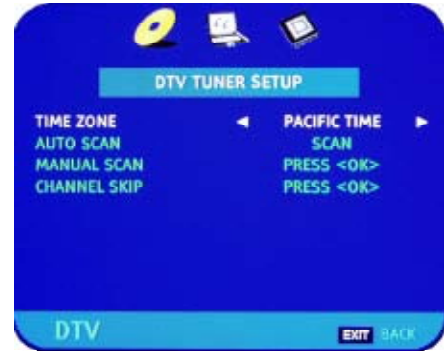 DTV TUNER SETUP
TIME ZONE ◄ PACIFIC TIME ►
AUTO SCAN SCAN
MANUAL SCAN PRESS <OK>
CHANNEL SKIP PRESS <OK>
DTV EXIT BACK